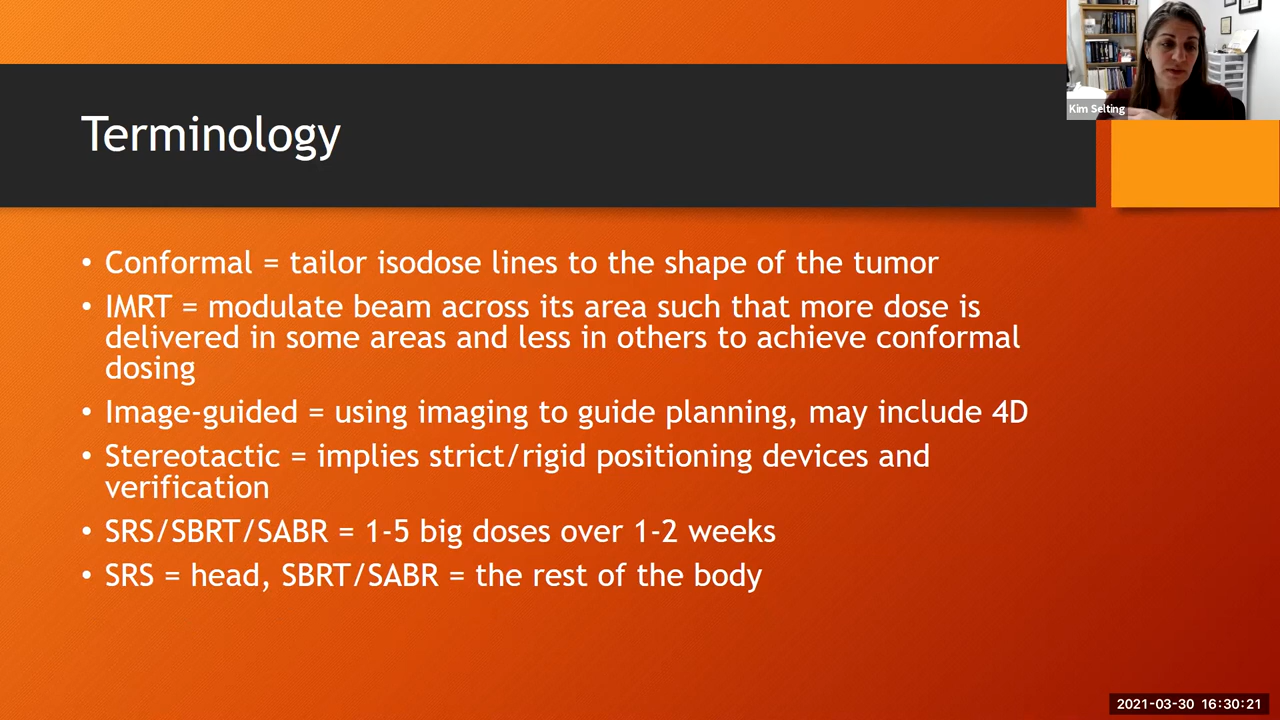 Kim Selting
Terminology
• Conformal = tailor isodose lines to the shape of the tumor
• IMRT = modulate beam across its area such that more dose is
delivered in some areas and less in others to achieve conformal
dosing
• Image-guided = using imaging to guide planning, may include 4D
• Stereotactic = implies strict/rigid positioning devices and
verification
• SRS/SBRT/SABR = 1-5 big doses over 1-2 weeks
• SRS = head, SBRT/SABR = the rest of the body
2021-03-30 16:30:21